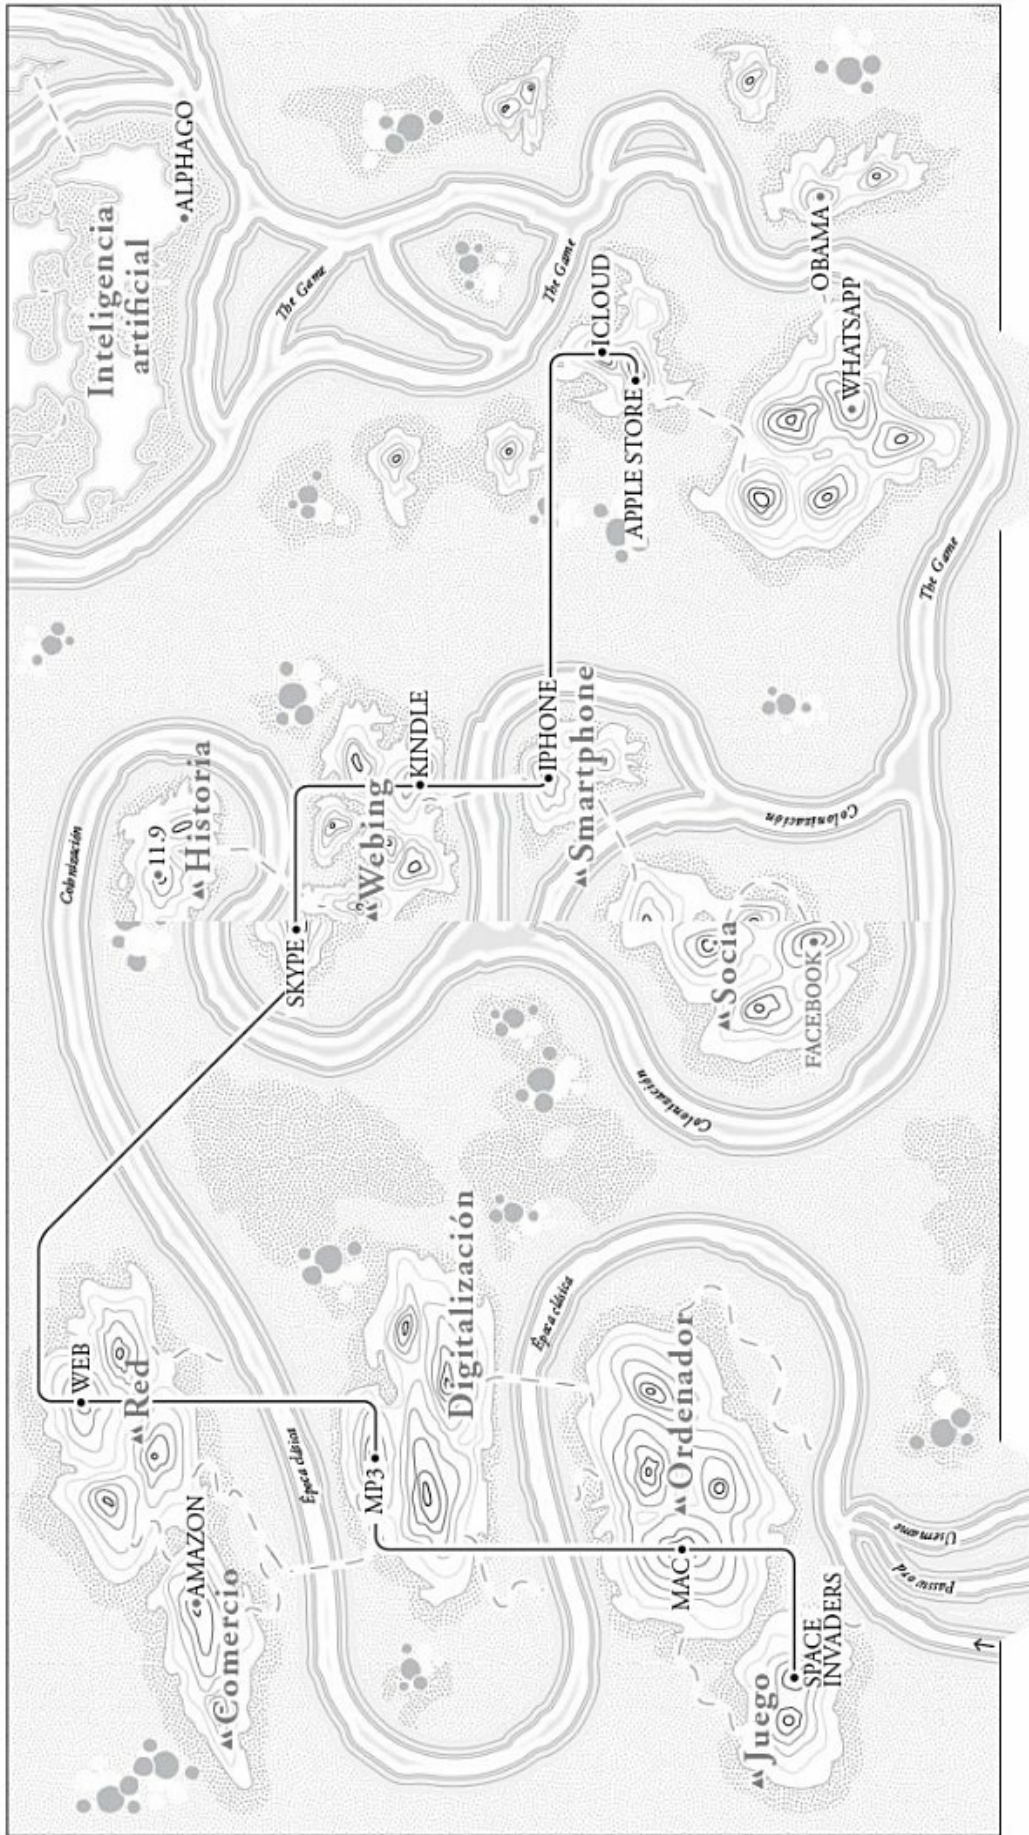 Inteligencia
artificial
ALPHAGO
WEB
Red
Colonización
11.9
Historia
AMAZON
Comercio
The Game
SKYPE
Época clásica
MP3
Webing
KINDLE
Digitalización
The Game
IPHONE
Smartphone
ICLOUD
APPLE STORE
Época clásica
MAC
Ordenador
Colonización
Socia
FACEBOOK
Colonización
OBAMA
WHATSAPP
Juego
SPACE
INVADERS
Password
Username
The Game